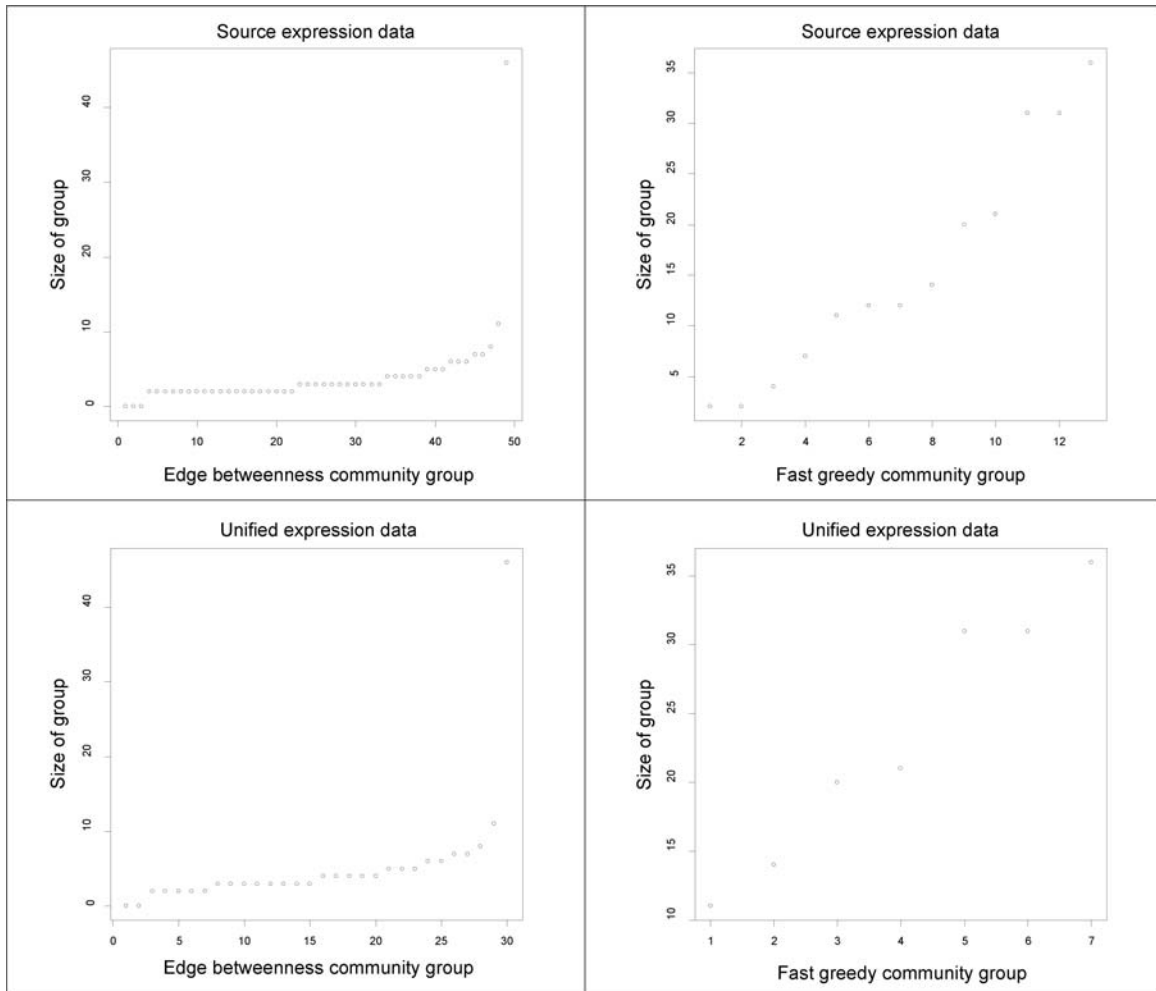 Source expression data
Size of group
40
30
20
10
0
0 10 20 30 40 50
Edge betweenness community group
Source expression data
Size of group
35
30
25
20
15
10
5
2 4 6 8 10 12
Fast greedy community group
Unified expression data
Size of group
40
30
20
10
0
0 5 10 15 20 25 30
Edge betweenness community group
Unified expression data
Size of group
35
30
25
20
15
10
1 2 3 4 5 6 7
Fast greedy community group